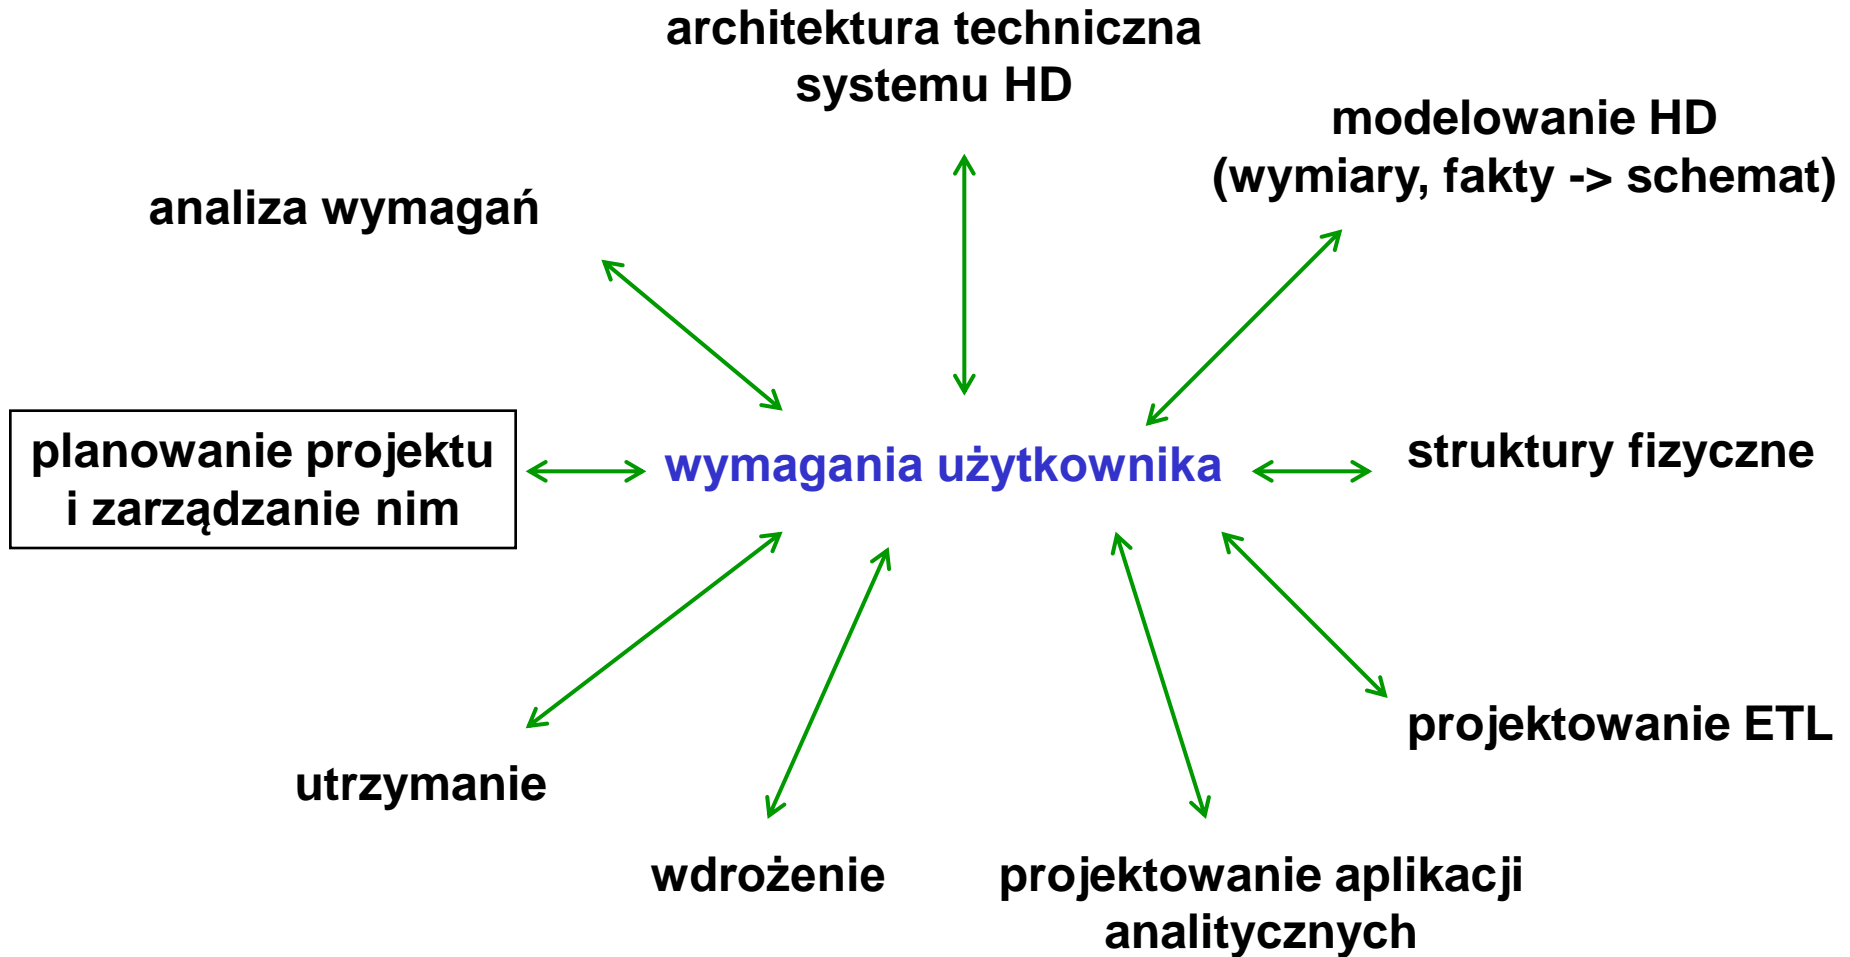 architektura techniczna
systemu HD
modelowanie HD
(wymiary, fakty -> schemat)
analiza wymagań
planowanie projektu
i zarządzanie nim
wymagania użytkownika
struktury fizyczne
projektowanie ETL
utrzymanie
wdrożenie
projektowanie aplikacji
analitycznych